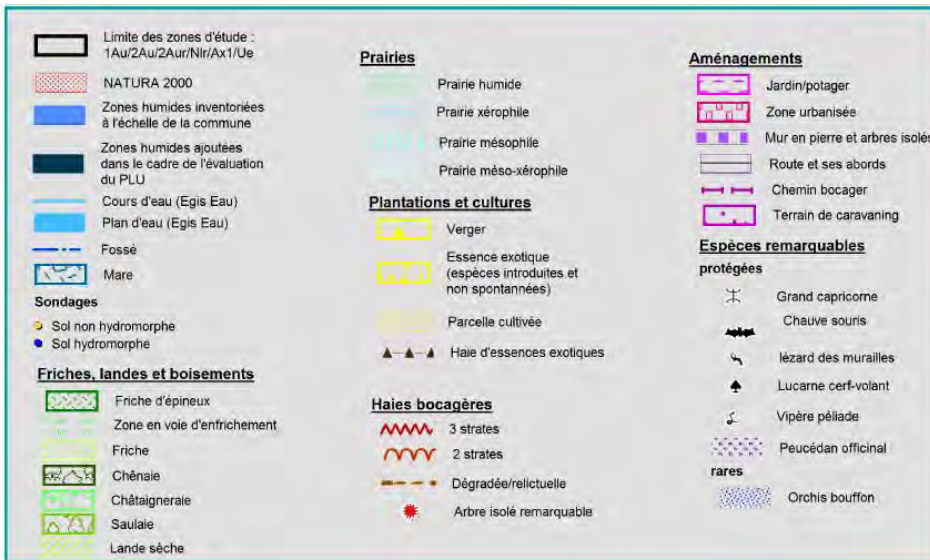 Limite des zones d'étude :
1Au/2Au/2Aur/Nlr/Ax1/Ue
NATURA 2000
Zones humides inventoriées
à l'échelle de la commune
Zones humides ajoutées
dans le cadre de l'évaluation
du PLU
Cours d'eau (Egis Eau)
Plan d'eau (Egis Eau)
Fossé
Mare
Sondages
Sol non hydromorphe
Sol hydromorphe
Friches, landes et boisements
Friche d'épineux
Zone en voie d'enfrichement
Friche
Chênaie
Châtaigneraie
Saulaie
Lande sèche
Prairies
Prairie humide
Prairie xérophile
Prairie mésophile
Prairie méso-xérophile
Plantations et cultures
Verger
Essence exotique
(espèces introduites et
non spontannées)
Parcelle cultivée
Haie d'essences exotiques
Haies bocagères
3 strates
2 strates
Dégradée/relictuelle
Arbre isolé remarquable
Aménagements
Jardin/potager
Zone urbanisée
Mur en pierre et arbres isolés
Route et ses abords
Chemin bocager
Terrain de caravaning
Espèces remarquables
protégées
Grand capricorne
Chauve souris
lézard des murailles
Lucarne cerf-volant
Vipère péliade
Peucédan officinal
rares
Orchis bouffon